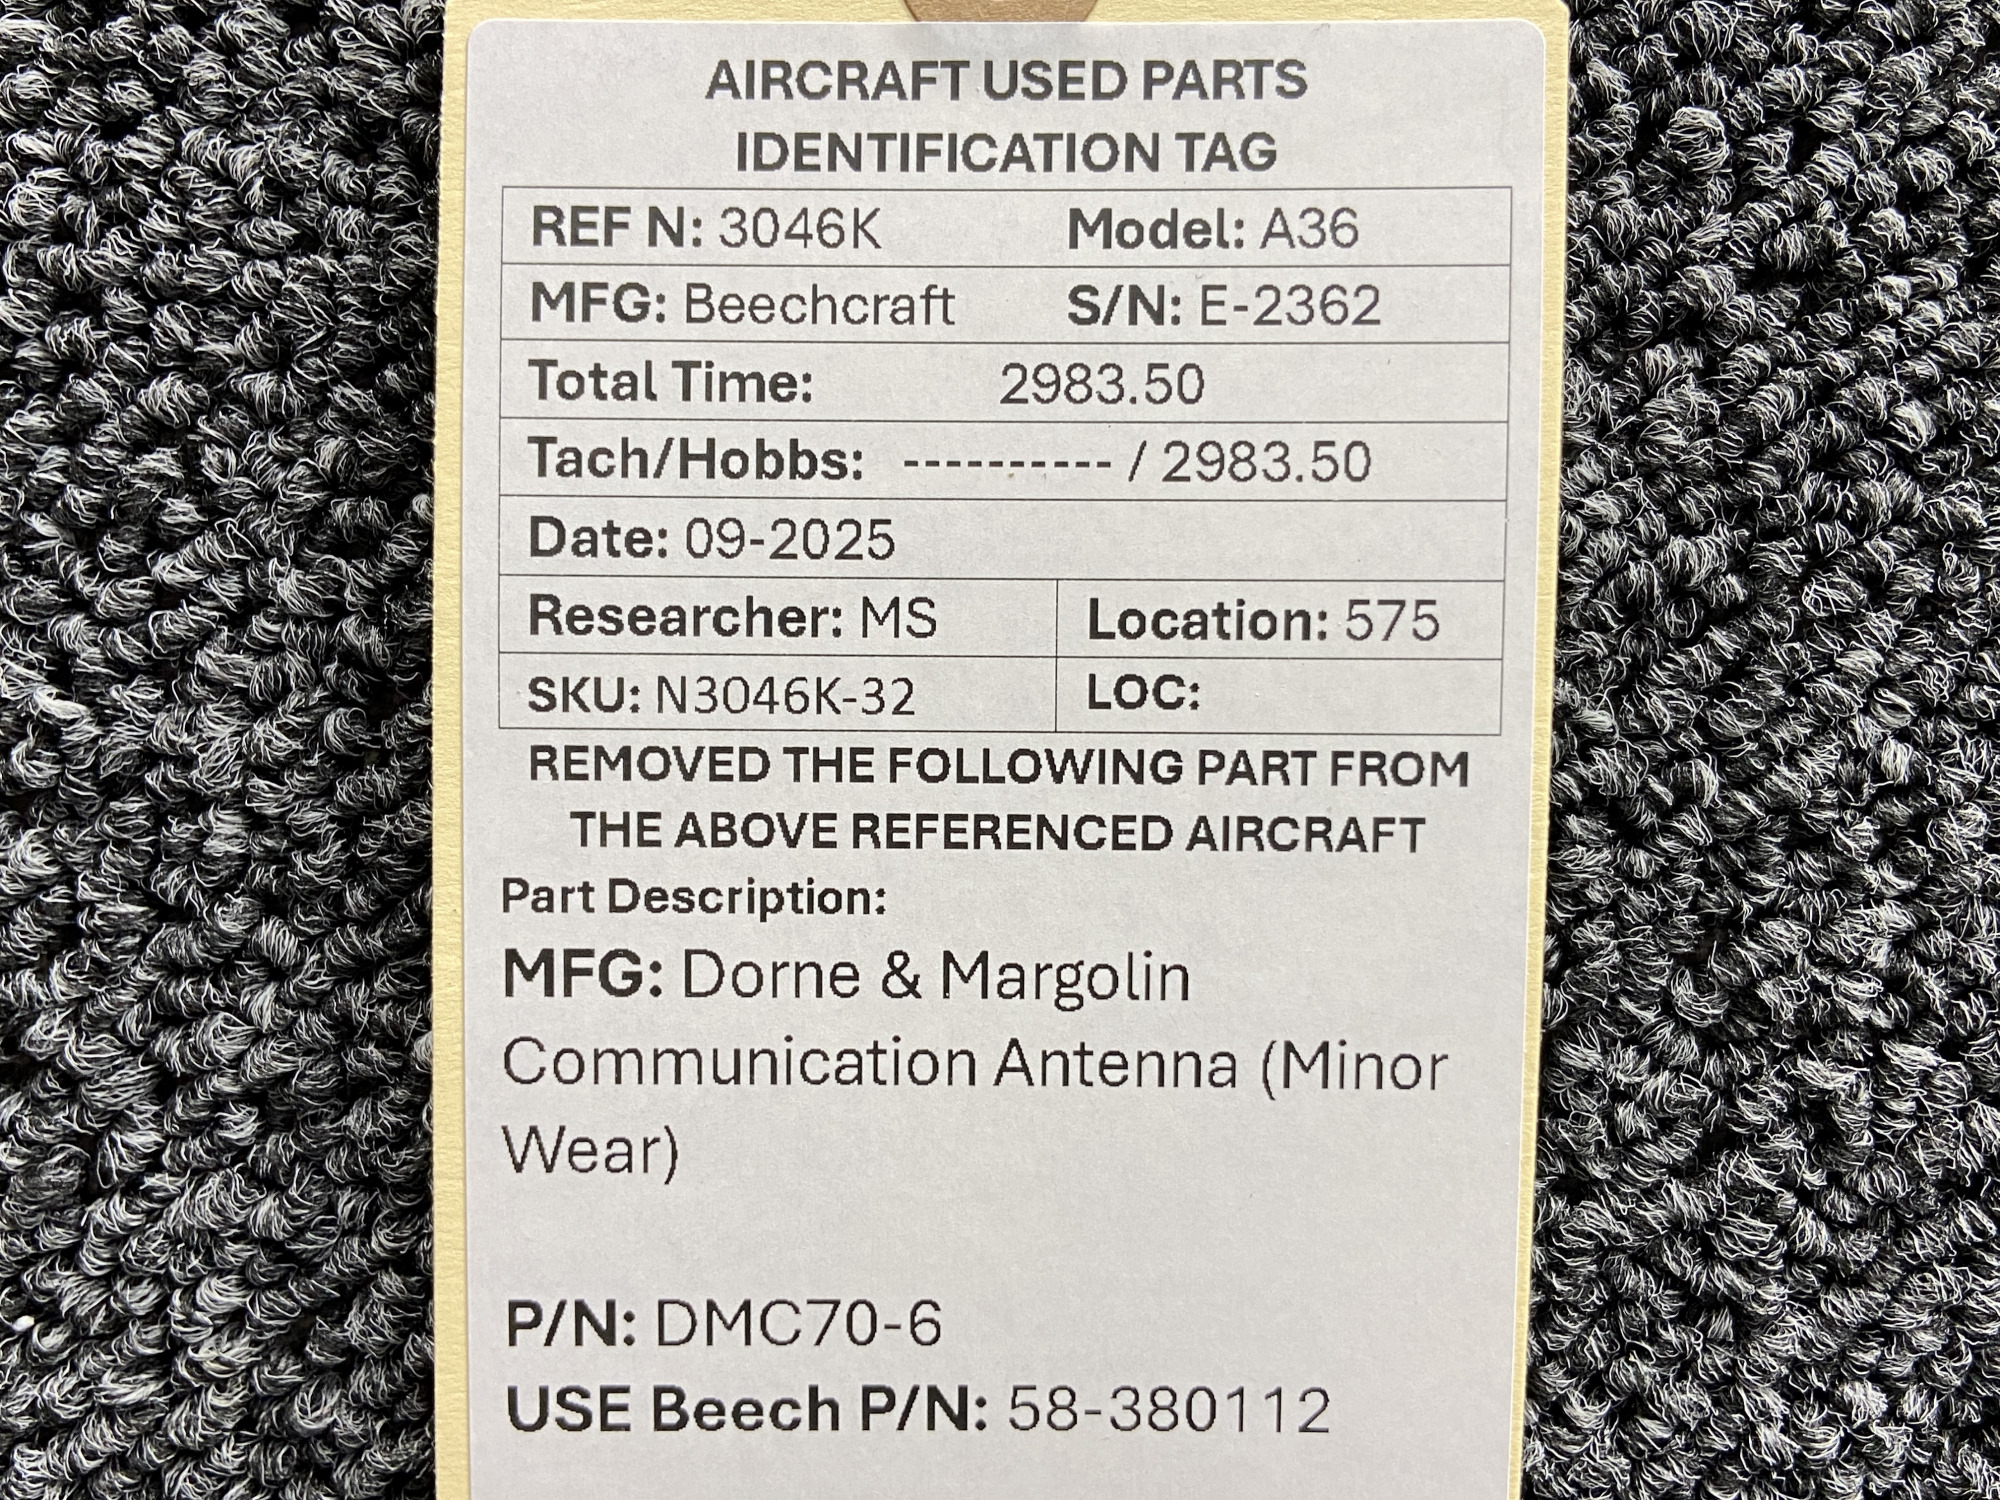 AIRCRAFT USED PARTS
IDENTIFICATION TAG
REF N: 3046K Model: A36
MFG: Beechcraft S/N: E-2362
Total Time: 2983.50
Tach/Hobbs: ---------- / 2983.50
Date: 09-2025
Researcher: MS Location: 575
SKU: N3046K-32 LOC:
REMOVED THE FOLLOWING PART FROM
THE ABOVE REFERENCED AIRCRAFT
Part Description:
MFG: Dorne & Margolin
Communication Antenna (Minor
Wear)
P/N: DMC70-6
USE Beech P/N: 58-380112